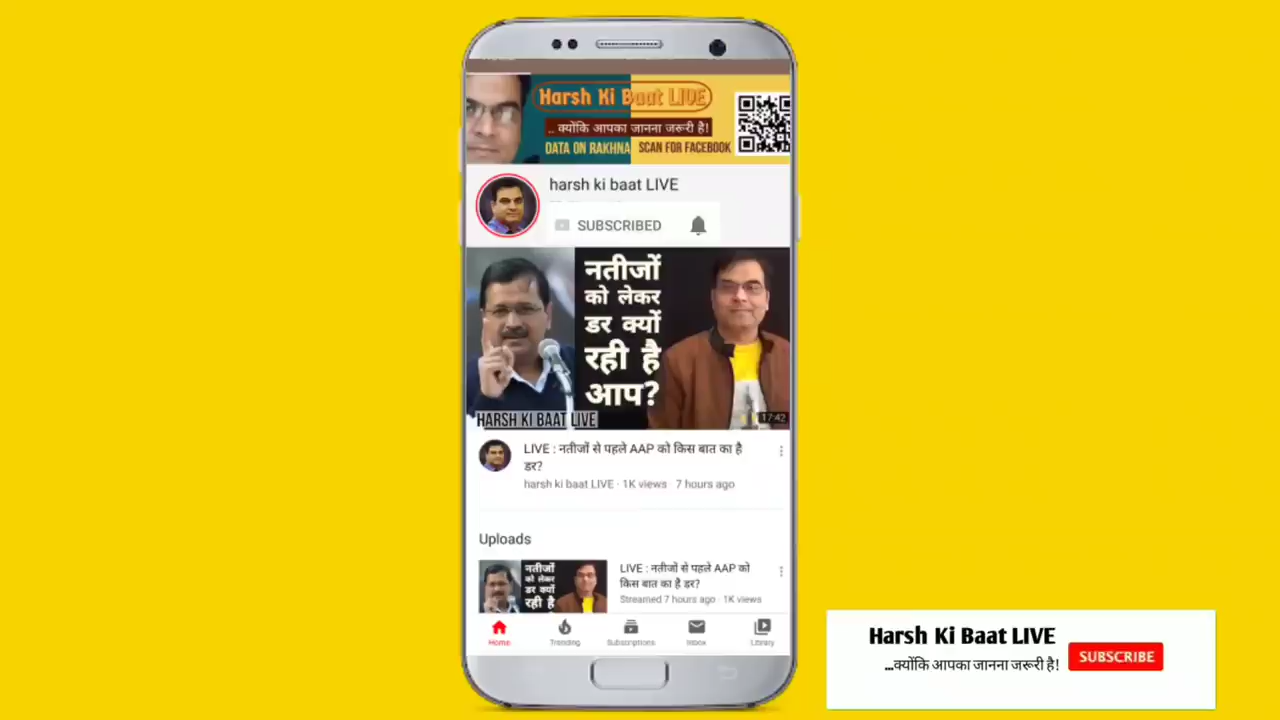 Harsh Ki Baat LIVE
.. क्योंकि आपका जानना जरूरी है!
DATA ON RAKHNA SCAN FOR FACEBOOK
harsh ki baat LIVE
SUBSCRIBED
नतीजों
को लेकर
डर क्यों
रही है
आप?
HARSH KI BAAT LIVE
17:42
LIVE : नतीजों से पहले AAP को किस बात का है
डर?
harsh ki baat LIVE · 1K views · 7 hours ago
Uploads
नतीजों
को लेकर
डर क्यों
रही है
LIVE : नतीजों से पहले AAP को
किस बात का है डर?
Streamed 7 hours ago · 1K views
Home Trending Subscriptions Inbox Library
Harsh Ki Baat LIVE
...क्योंकि आपका जानना जरूरी है!
SUBSCRIBE